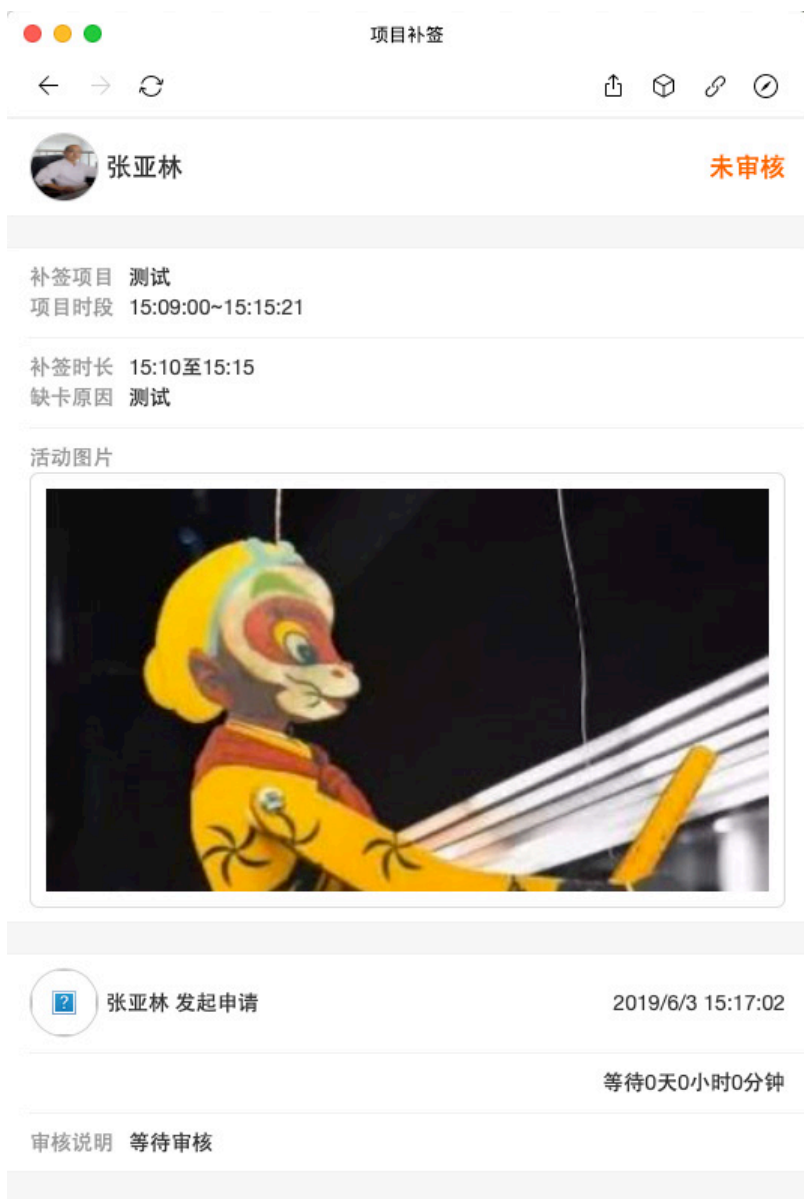 项目补签
张亚林
未审核
补签项目 测试
项目时段 15:09:00~15:15:21
补签时长 15:10至15:15
缺卡原因 测试
活动图片
张亚林 发起申请
2019/6/3 15:17:02
等待0天0小时0分钟
审核说明 等待审核